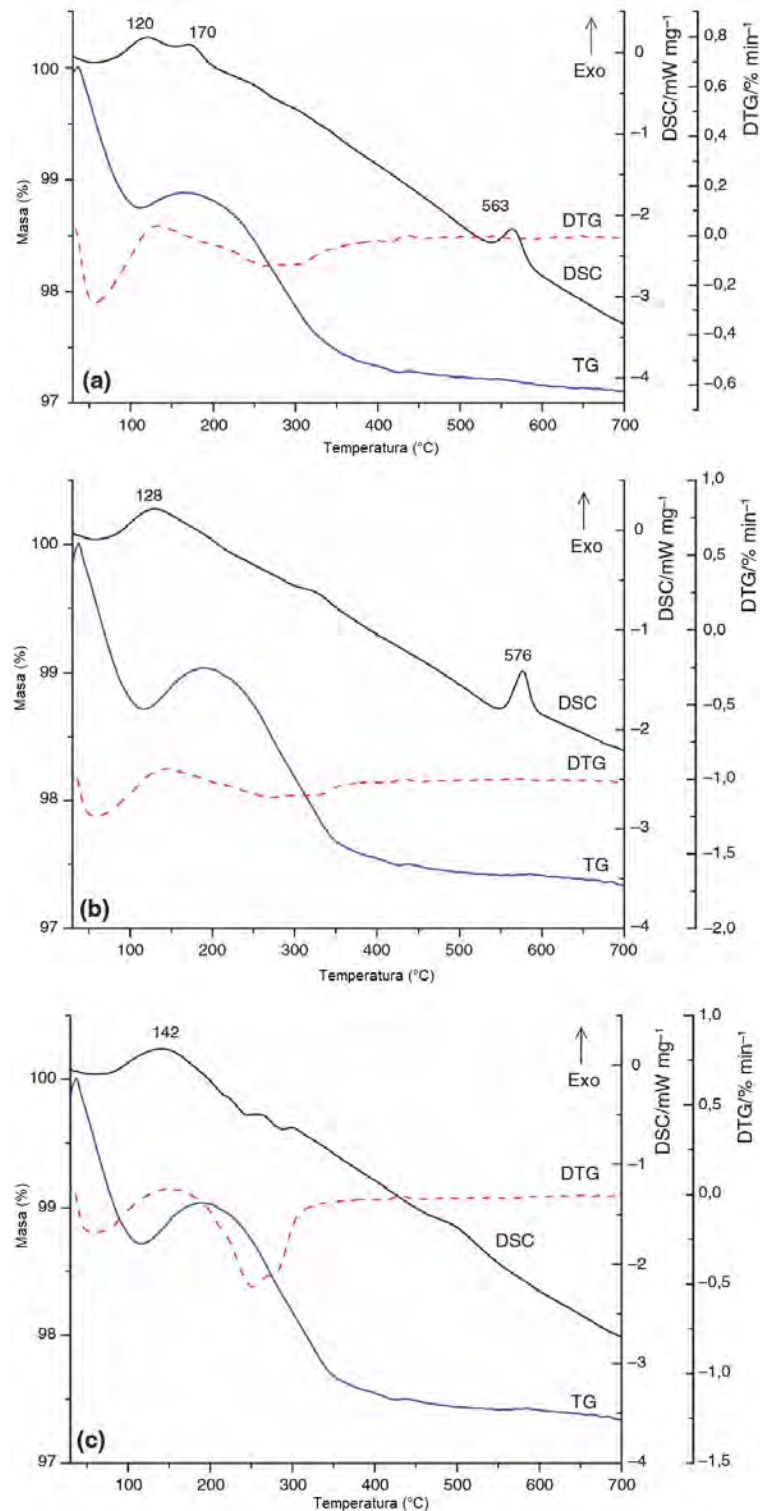 120 170
100
99
98
97
Masa (%)
Exo
0
−1
−2
−3
−4
DSC/mW mg⁻¹
0,8
0,6
0,4
0,2
0,0
−0,2
−0,4
−0,6
DTG/% min⁻¹
563
DTG
DSC
TG
(a)
100 200 300 400 500 600 700
Temperatura (°C)
128
100
99
98
97
Masa (%)
Exo
0
−1
−2
−3
−4
DSC/mW mg⁻¹
1,0
0,5
0,0
−0,5
−1,0
−1,5
−2,0
DTG/% min⁻¹
576
DSC
DTG
TG
(b)
100 200 300 400 500 600 700
Temperatura (°C)
142
100
99
98
97
Masa (%)
Exo
0
−1
−2
−3
−4
DSC/mW mg⁻¹
1,0
0,5
0,0
−0,5
−1,0
−1,5
DTG/% min⁻¹
DTG
DSC
TG
(c)
100 200 300 400 500 600 700
Temperatura (°C)